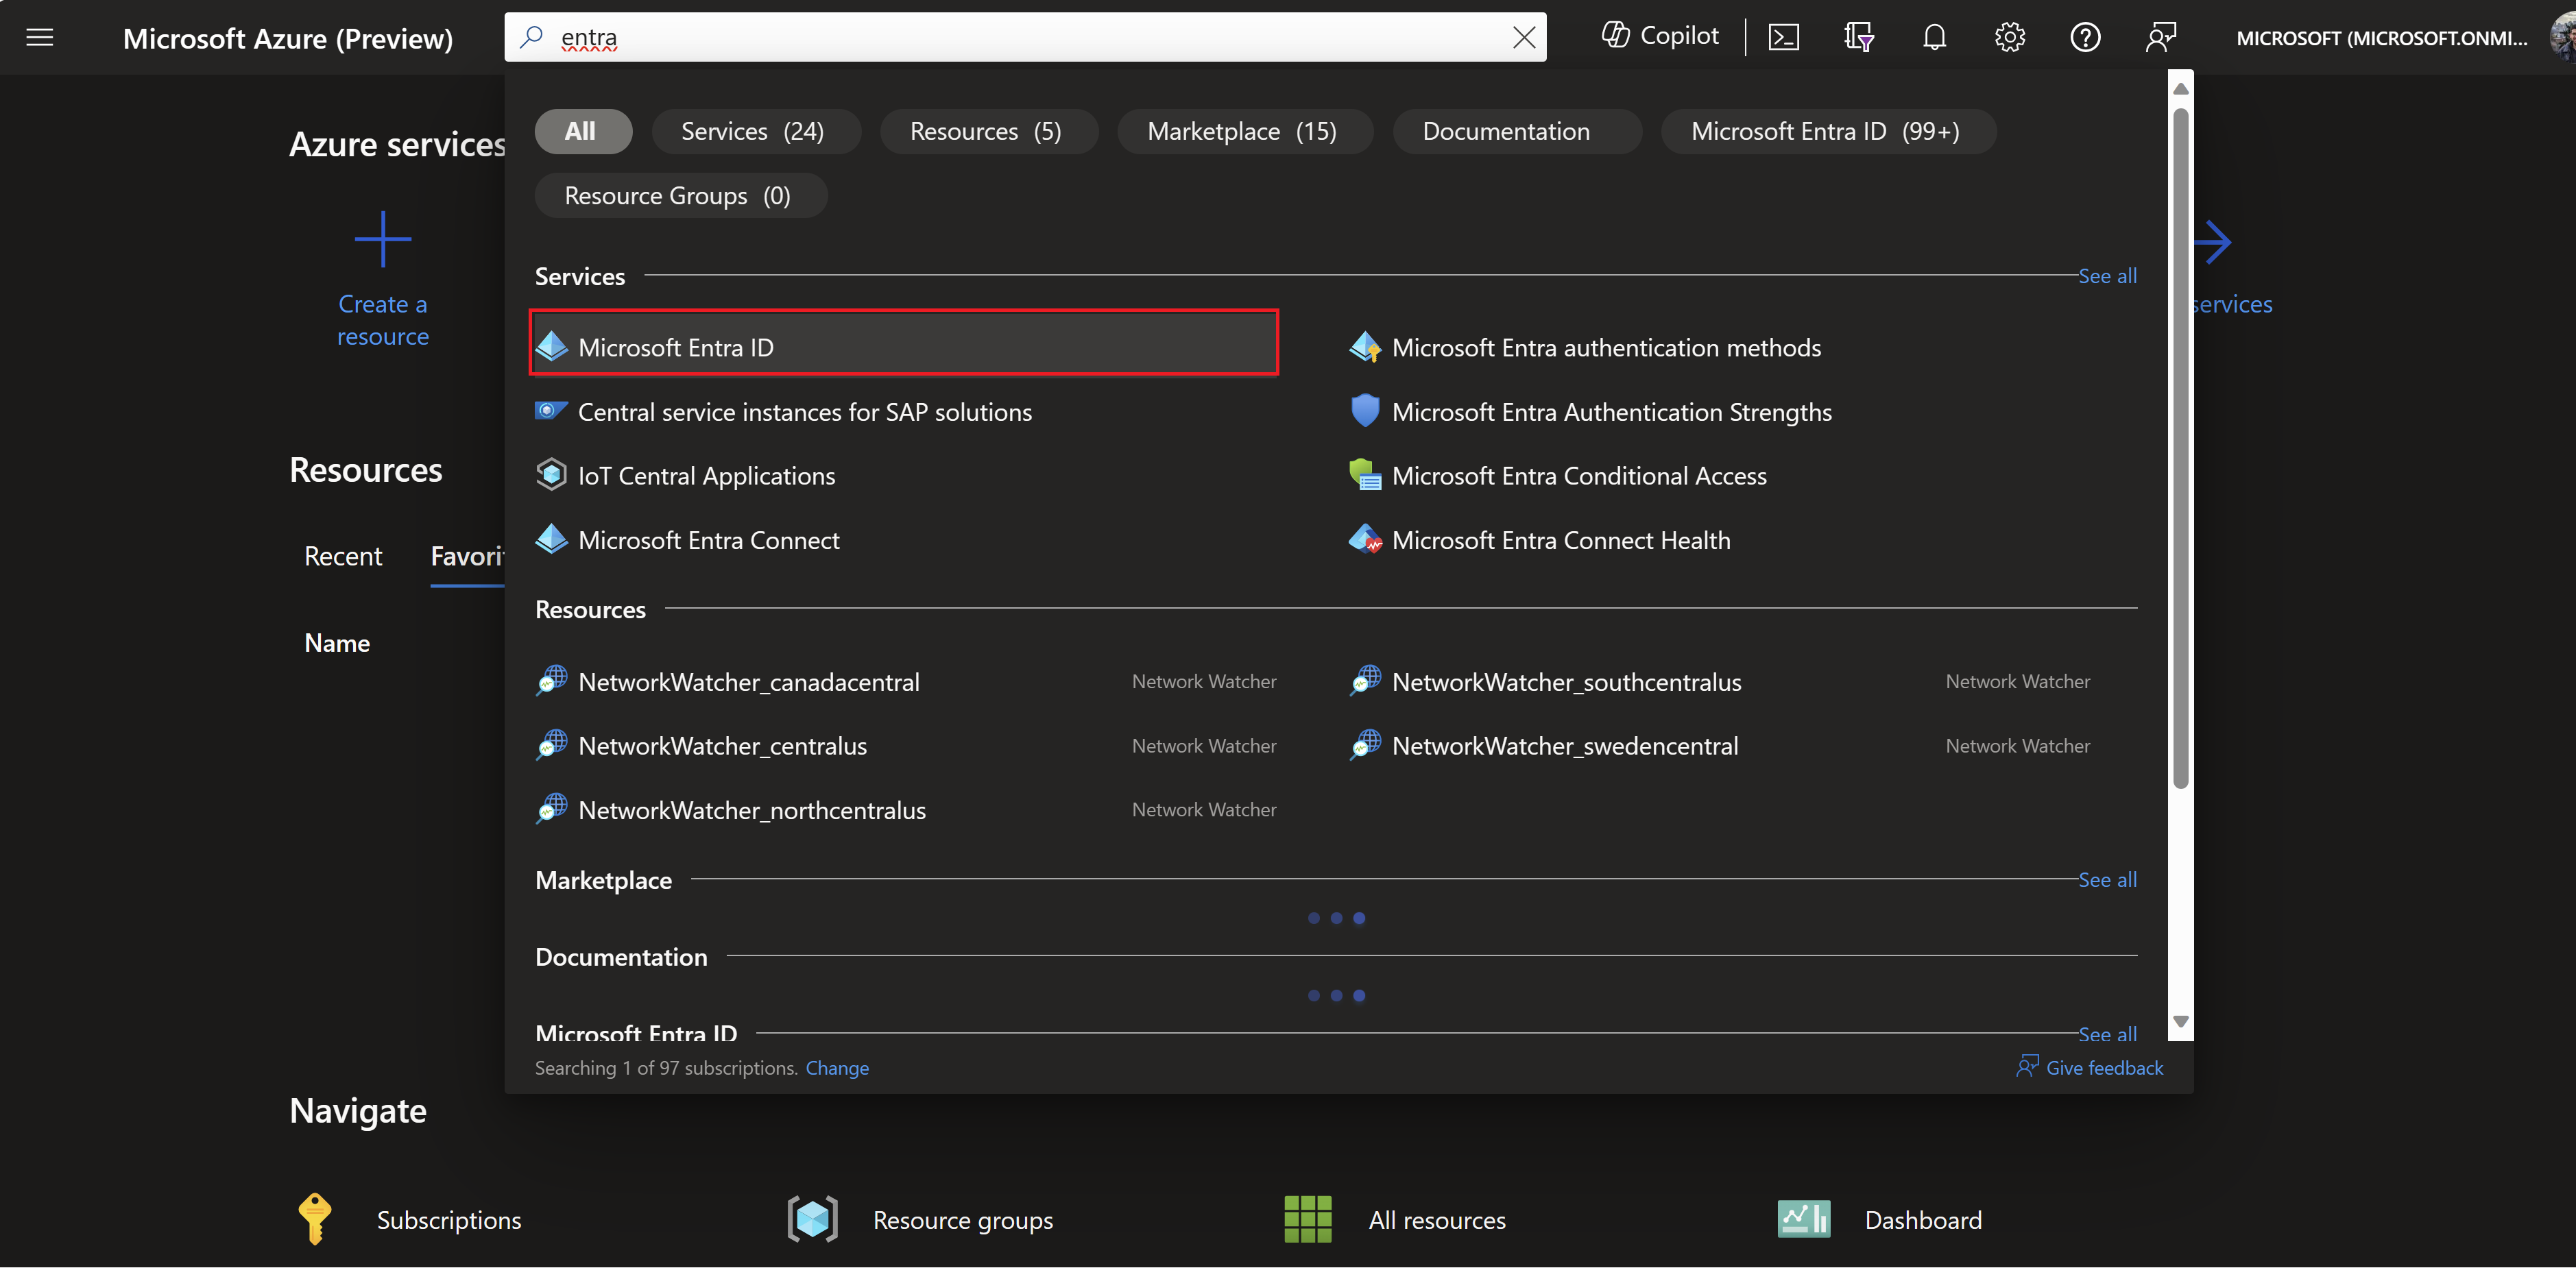 Microsoft Azure (Preview)
entra
Copilot
MICROSOFT (MICROSOFT.ONMI...
All
Services (24)
Resources (5)
Marketplace (15)
Documentation
Microsoft Entra ID (99+)
Resource Groups (0)
Azure services
Create a
resource
services
Services
See all
Microsoft Entra ID
Microsoft Entra authentication methods
Central service instances for SAP solutions
Microsoft Entra Authentication Strengths
IoT Central Applications
Microsoft Entra Conditional Access
Microsoft Entra Connect
Microsoft Entra Connect Health
Resources
Recent
Favorit
Name
Resources
NetworkWatcher_canadacentral
Network Watcher
NetworkWatcher_southcentralus
Network Watcher
NetworkWatcher_centralus
Network Watcher
NetworkWatcher_swedencentral
Network Watcher
NetworkWatcher_northcentralus
Network Watcher
Marketplace
See all
Documentation
Microsoft Entra ID
See all
Searching 1 of 97 subscriptions. Change
Give feedback
Navigate
Subscriptions
Resource groups
All resources
Dashboard